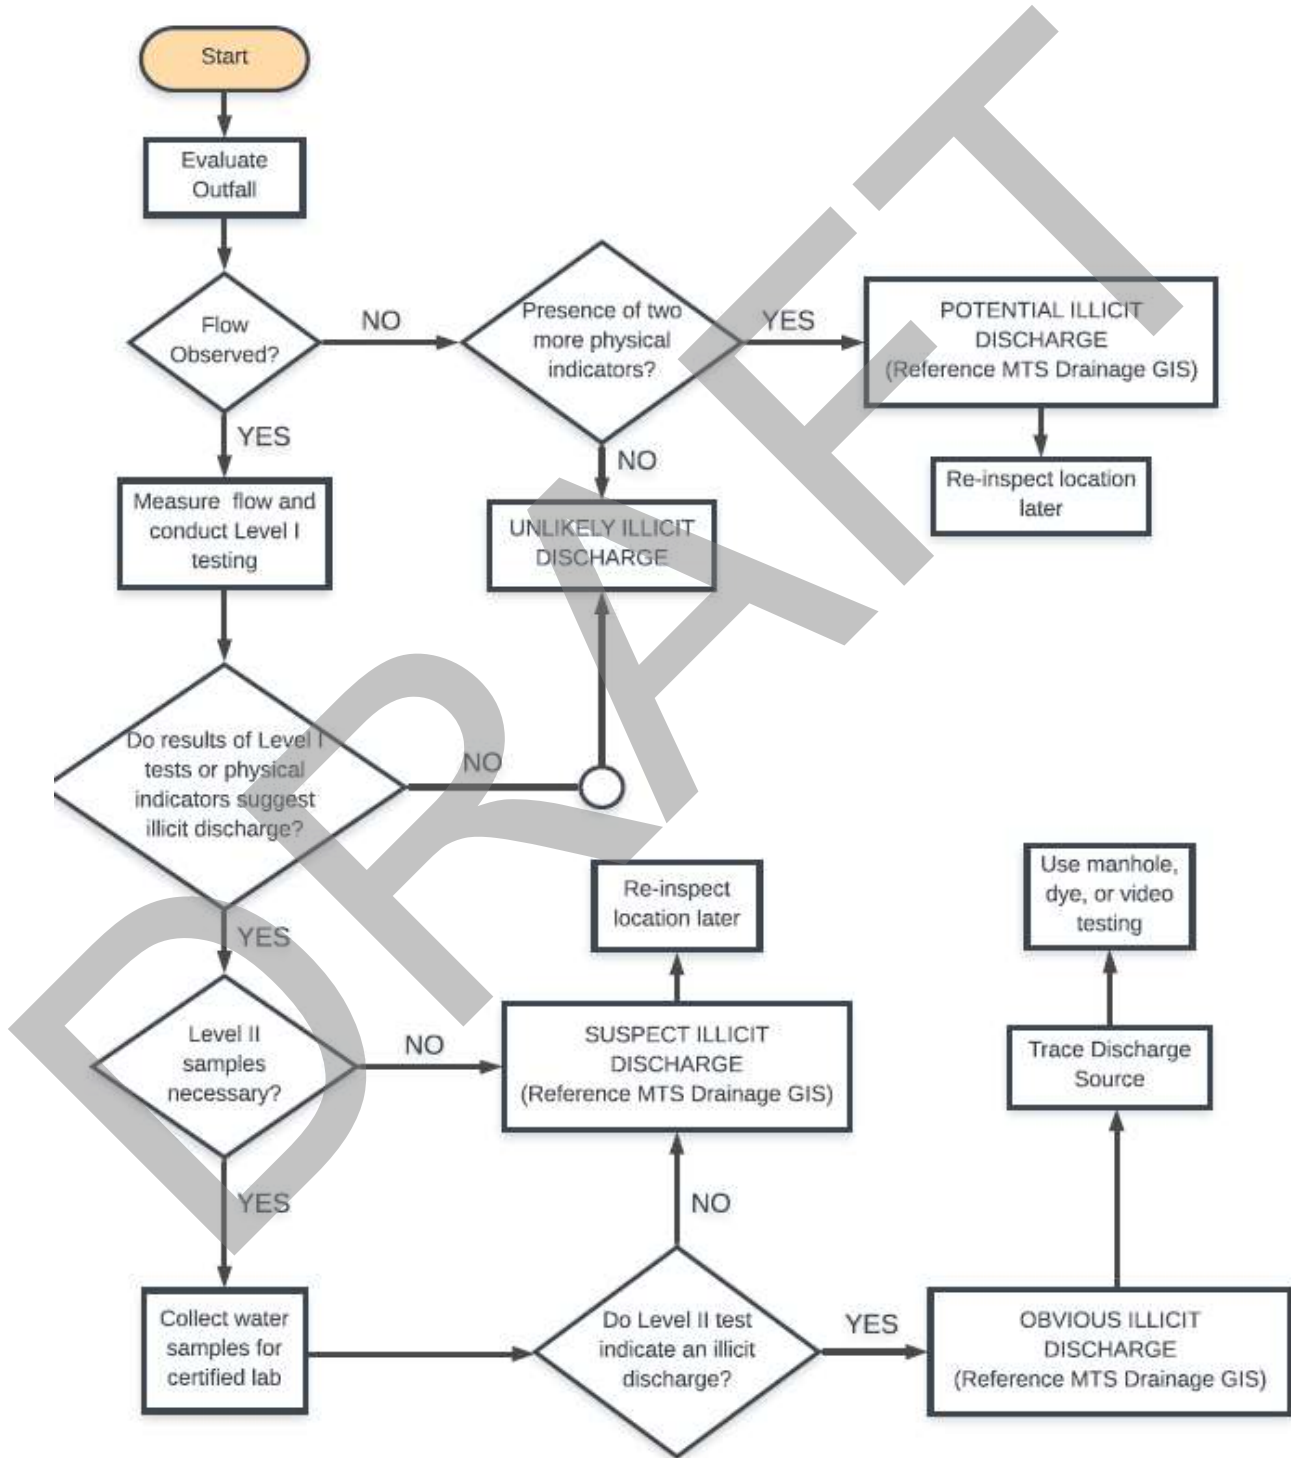 Start
Evaluate
Outfall
Flow
Observed?
NO
Presence of two
more physical
indicators?
YES
POTENTIAL ILLICIT
DISCHARGE
(Reference MTS Drainage GIS)
Re-inspect location
later
YES
NO
Measure flow and
conduct Level I
testing
UNLIKELY ILLICIT
DISCHARGE
Do results of Level I
tests or physical
indicators suggest
illicit discharge?
NO
YES
Re-inspect
location later
Use manhole,
dye, or video
testing
Level II
samples
necessary?
NO
SUSPECT ILLICIT
DISCHARGE
(Reference MTS Drainage GIS)
Trace Discharge
Source
YES
NO
Collect water
samples for
certified lab
Do Level II test
indicate an illicit
discharge?
YES
OBVIOUS ILLICIT
DISCHARGE
(Reference MTS Drainage GIS)
DRAFT